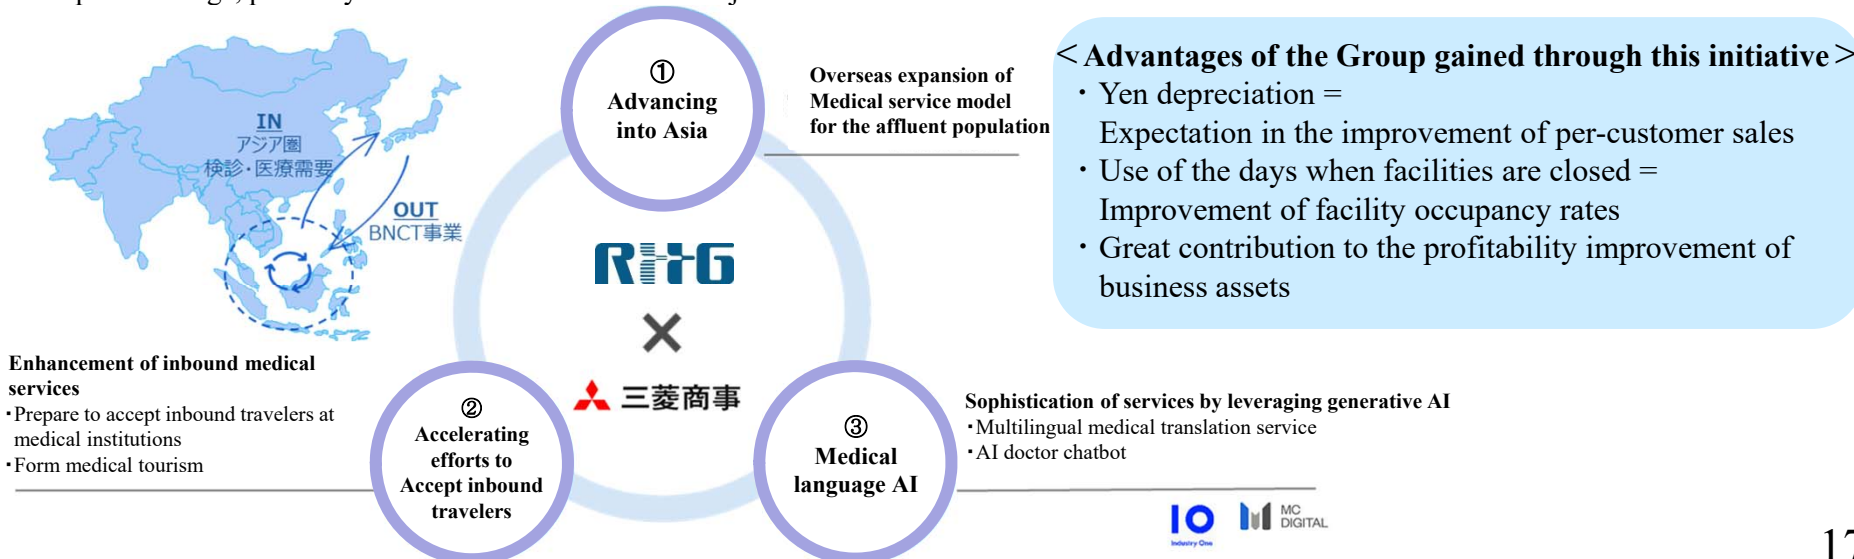 IN
アジア圏
検診・医療需要
OUT
BNCT事業
①
Advancing
into Asia
Overseas expansion of
Medical service model
for the affluent population
＜Advantages of the Group gained through this initiative＞
・Yen depreciation =
Expectation in the improvement of per-customer sales
・Use of the days when facilities are closed =
Improvement of facility occupancy rates
・Great contribution to the profitability improvement of
business assets
RHG
×
三菱商事
Enhancement of inbound medical
services
・Prepare to accept inbound travelers at
medical institutions
・Form medical tourism
②
Accelerating
efforts to
Accept inbound
travelers
③
Medical
language AI
Sophistication of services by leveraging generative AI
・Multilingual medical translation service
・AI doctor chatbot
IO
Industry One
MC
DIGITAL
17